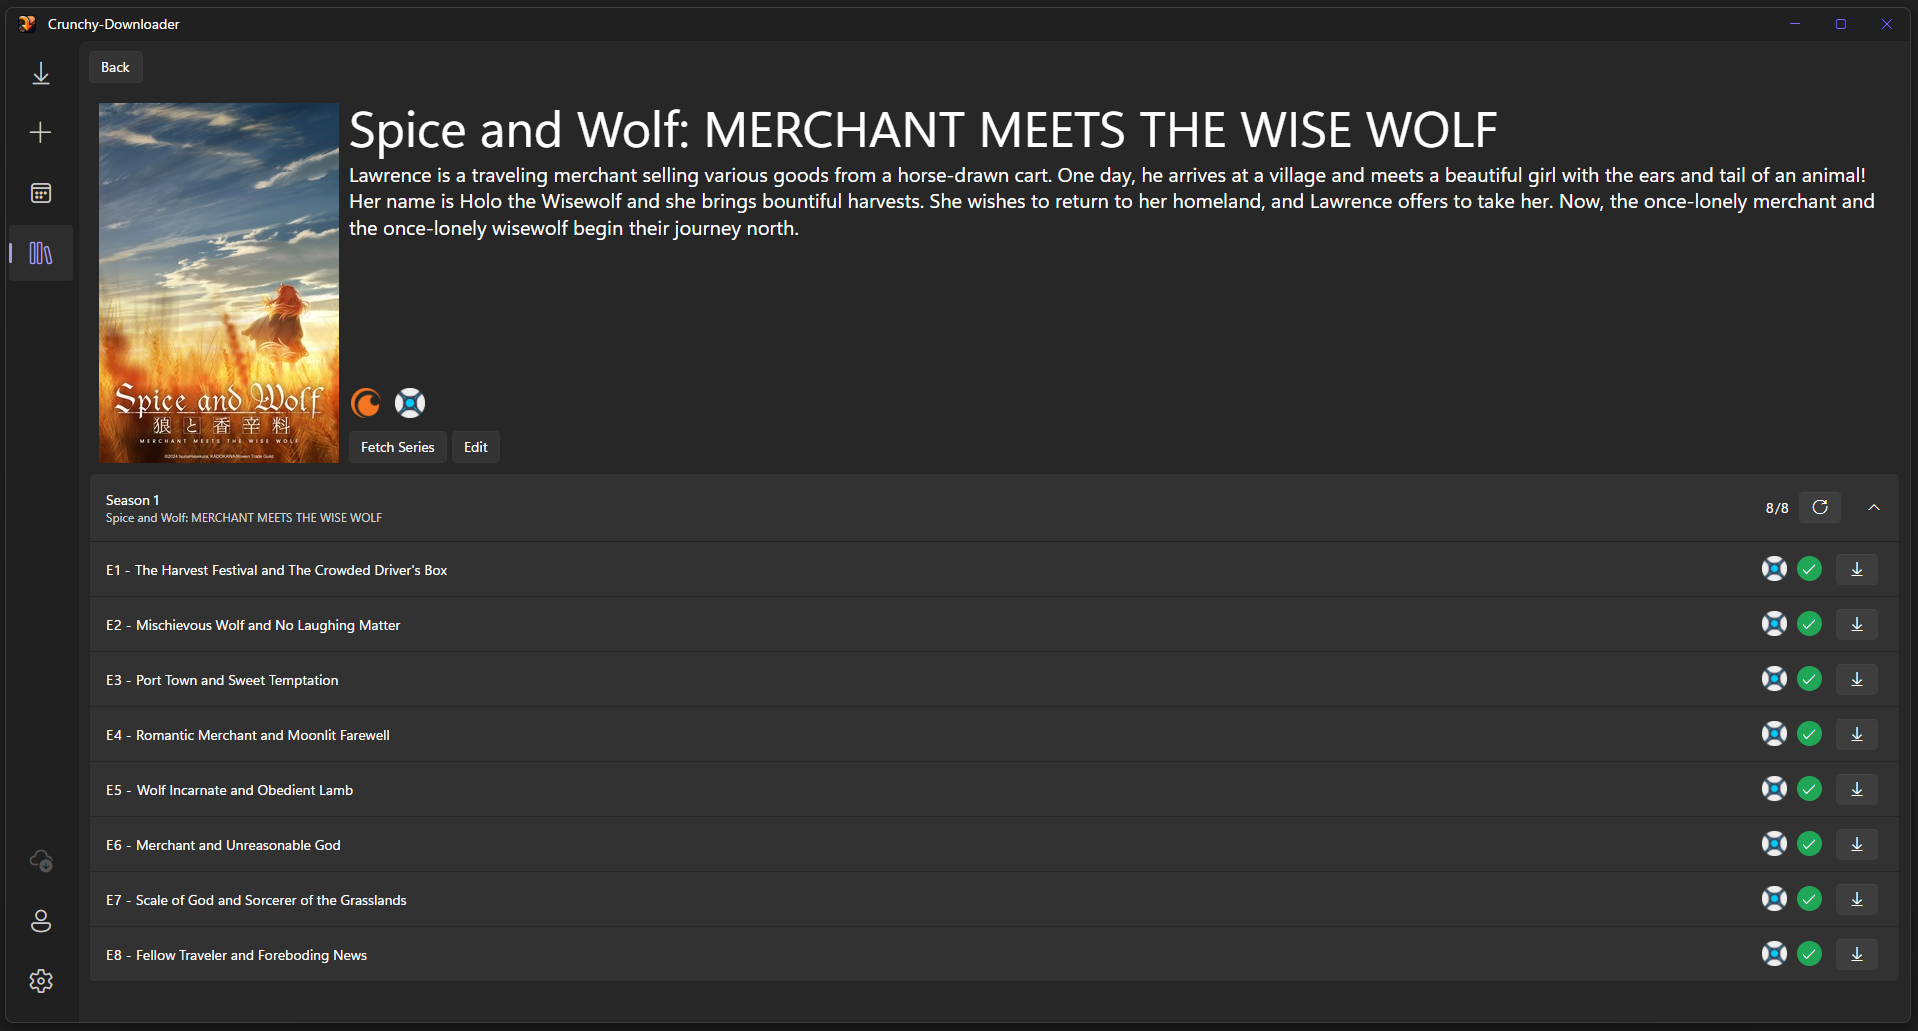 Crunchy-Downloader
Back
Spice and Wolf: MERCHANT MEETS THE WISE WOLF
Lawrence is a traveling merchant selling various goods from a horse-drawn cart. One day, he arrives at a village and meets a beautiful girl with the ears and tail of an animal!
Her name is Holo the Wisewolf and she brings bountiful harvests. She wishes to return to her homeland, and Lawrence offers to take her. Now, the once-lonely merchant and
the once-lonely wisewolf begin their journey north.
Spice and Wolf
狼と香辛料
MERCHANT MEETS THE WISE WOLF
Fetch Series
Edit
Season 1
Spice and Wolf: MERCHANT MEETS THE WISE WOLF
8/8
E1 - The Harvest Festival and The Crowded Driver's Box
E2 - Mischievous Wolf and No Laughing Matter
E3 - Port Town and Sweet Temptation
E4 - Romantic Merchant and Moonlit Farewell
E5 - Wolf Incarnate and Obedient Lamb
E6 - Merchant and Unreasonable God
E7 - Scale of God and Sorcerer of the Grasslands
E8 - Fellow Traveler and Foreboding News